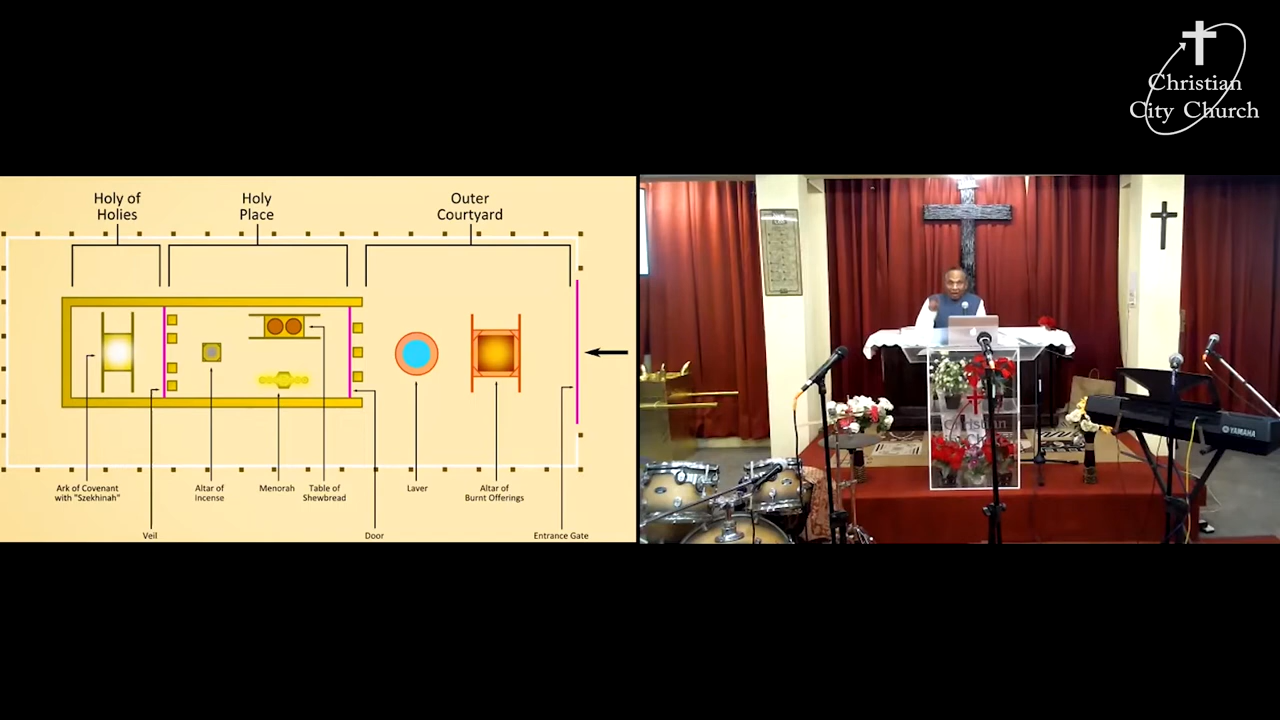 Christian
City Church
Holy of
Holies
Holy
Place
Outer
Courtyard
Ark of Covenant
with "Szekhinah"
Altar of
Incense
Menorah
Table of
Shewbread
Laver
Altar of
Burnt Offerings
Veil
Door
Entrance Gate
Christian
YAMAHA